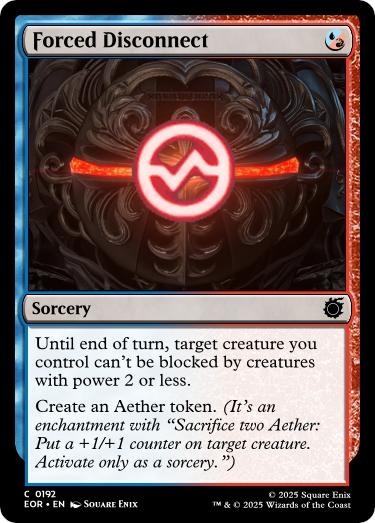 Forced Disconnect
Sorcery
Until end of turn, target creature you
control can't be blocked by creatures
with power 2 or less.
Create an Aether token. (It's an
enchantment with “Sacrifice two Aether:
Put a +1/+1 counter on target creature.
Activate only as a sorcery.”)
C 0192
EOR • EN Square Enix
© 2025 Square Enix
™ & © 2025 Wizards of the Coast